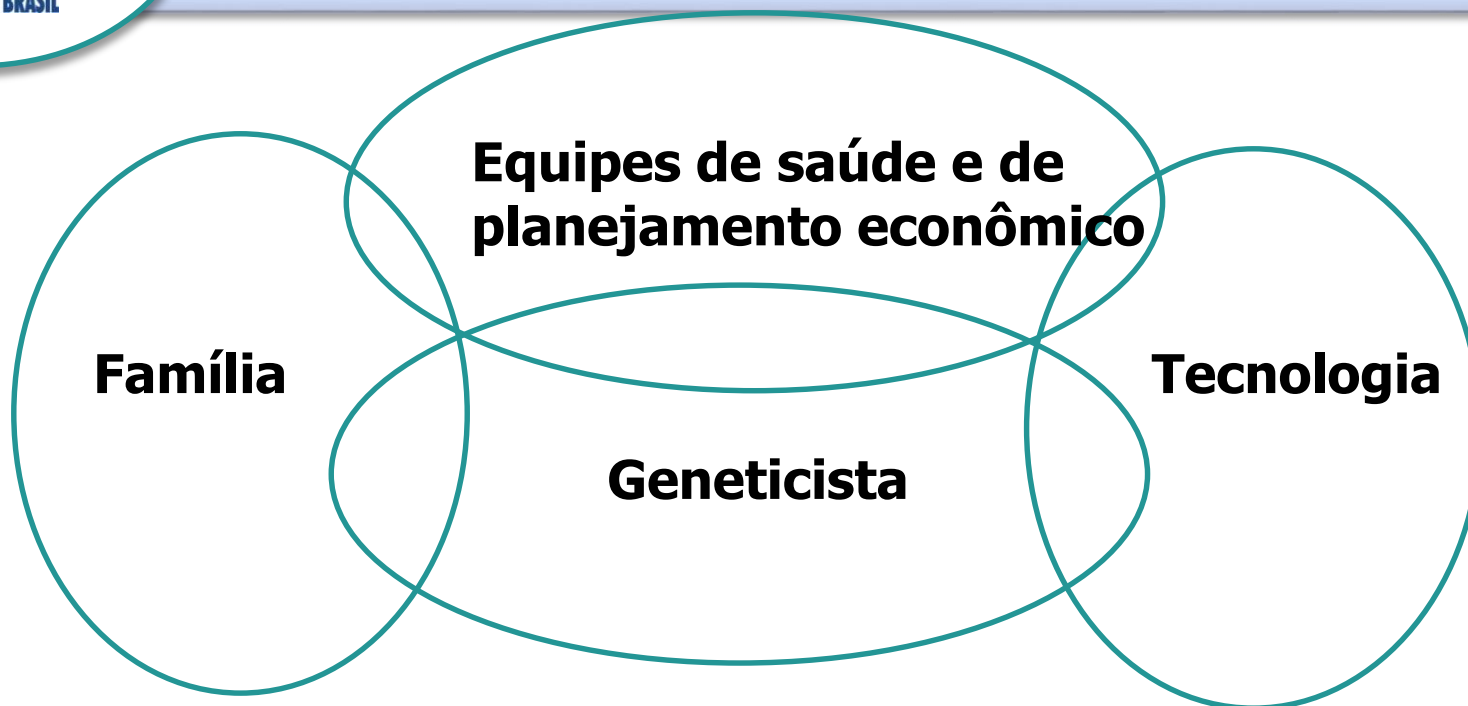 BRASIL
Equipes de saúde e de
planejamento econômico
Família
Tecnologia
Geneticista